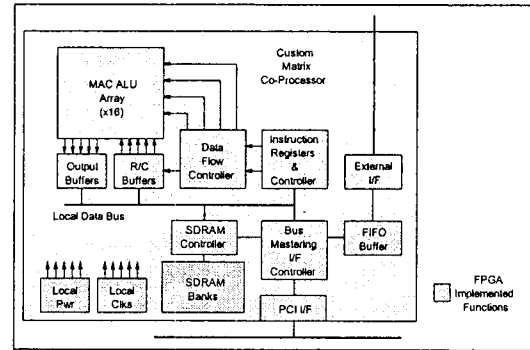 Custom
Matrix
Co-Processor
MAC ALU
Array
(x16)
Output
Buffers
R/C
Buffers
Data
Flow
Controller
Instruction
Registers
&
Controller
External
I/F
Local Data Bus
SDRAM
Controller
Bus
Mastering
I/F
Controller
FIFO
Buffer
Local
Pwr
Local
Clks
SDRAM
Banks
PCI I/F
FPGA
Implemented
Functions